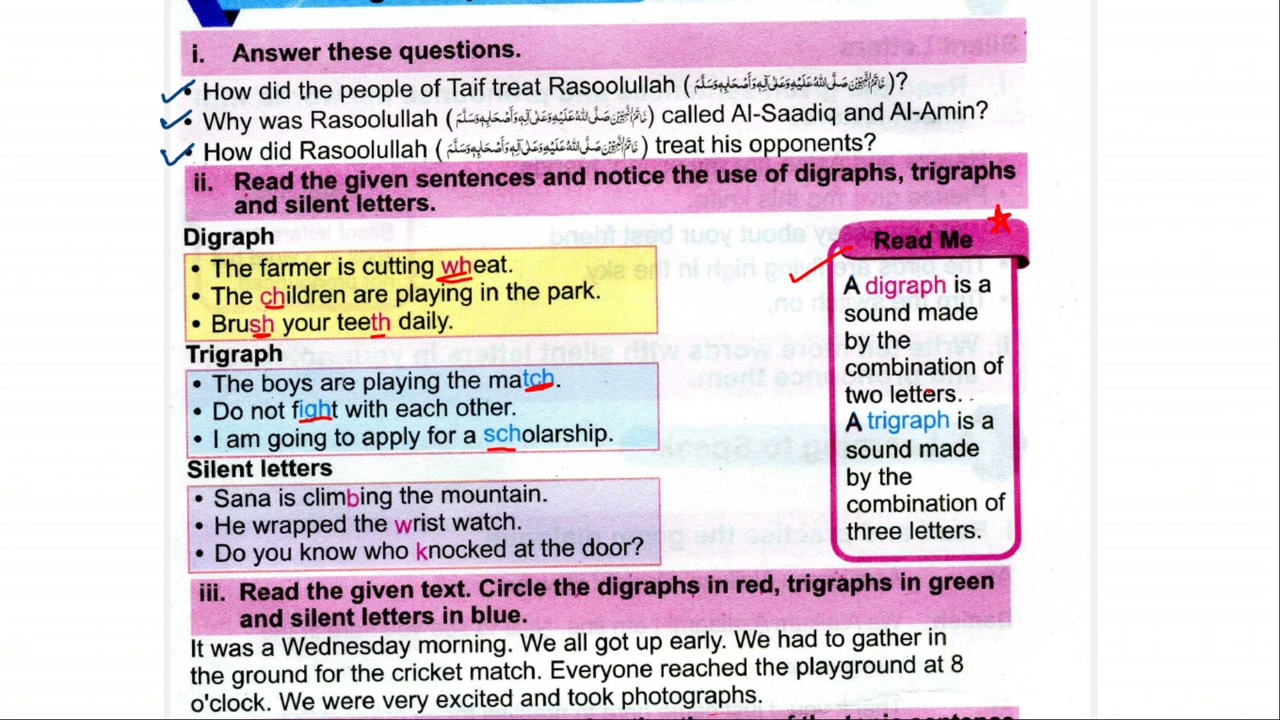 i. Answer these questions.
• How did the people of Taif treat Rasoolullah (خَاتَمُ النَّبِيّٖنَ صَلَّى اللهُ عَلَيْهِ وَعَلٰى آلِهٖ وَأَصْحَابِهٖ وَسَلَّمَ)?
• Why was Rasoolullah (خَاتَمُ النَّبِيّٖنَ صَلَّى اللهُ عَلَيْهِ وَعَلٰى آلِهٖ وَأَصْحَابِهٖ وَسَلَّمَ) called Al-Saadiq and Al-Amin?
• How did Rasoolullah (خَاتَمُ النَّبِيّٖنَ صَلَّى اللهُ عَلَيْهِ وَعَلٰى آلِهٖ وَأَصْحَابِهٖ وَسَلَّمَ) treat his opponents?
ii. Read the given sentences and notice the use of digraphs, trigraphs
and silent letters.
Digraph
• The farmer is cutting wheat.
• The children are playing in the park.
• Brush your teeth daily.
Trigraph
• The boys are playing the match.
• Do not fight with each other.
• I am going to apply for a scholarship.
Silent letters
• Sana is climbing the mountain.
• He wrapped the wrist watch.
• Do you know who knocked at the door?
Read Me
A digraph is a
sound made
by the
combination of
two letters.
A trigraph is a
sound made
by the
combination of
three letters.
iii. Read the given text. Circle the digraphs in red, trigraphs in green
and silent letters in blue.
It was a Wednesday morning. We all got up early. We had to gather in
the ground for the cricket match. Everyone reached the playground at 8
o'clock. We were very excited and took photographs.